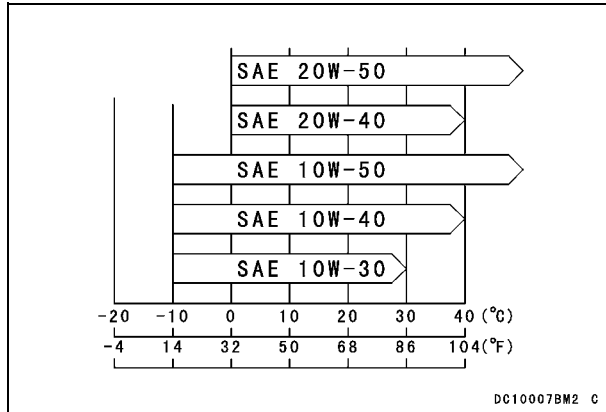 SAE 20W-50
SAE 20W-40
SAE 10W-50
SAE 10W-40
SAE 10W-30
-20 -10 0 10 20 30 40 (°C)
-4 14 32 50 68 86 104(°F)
DC10007BM2 C